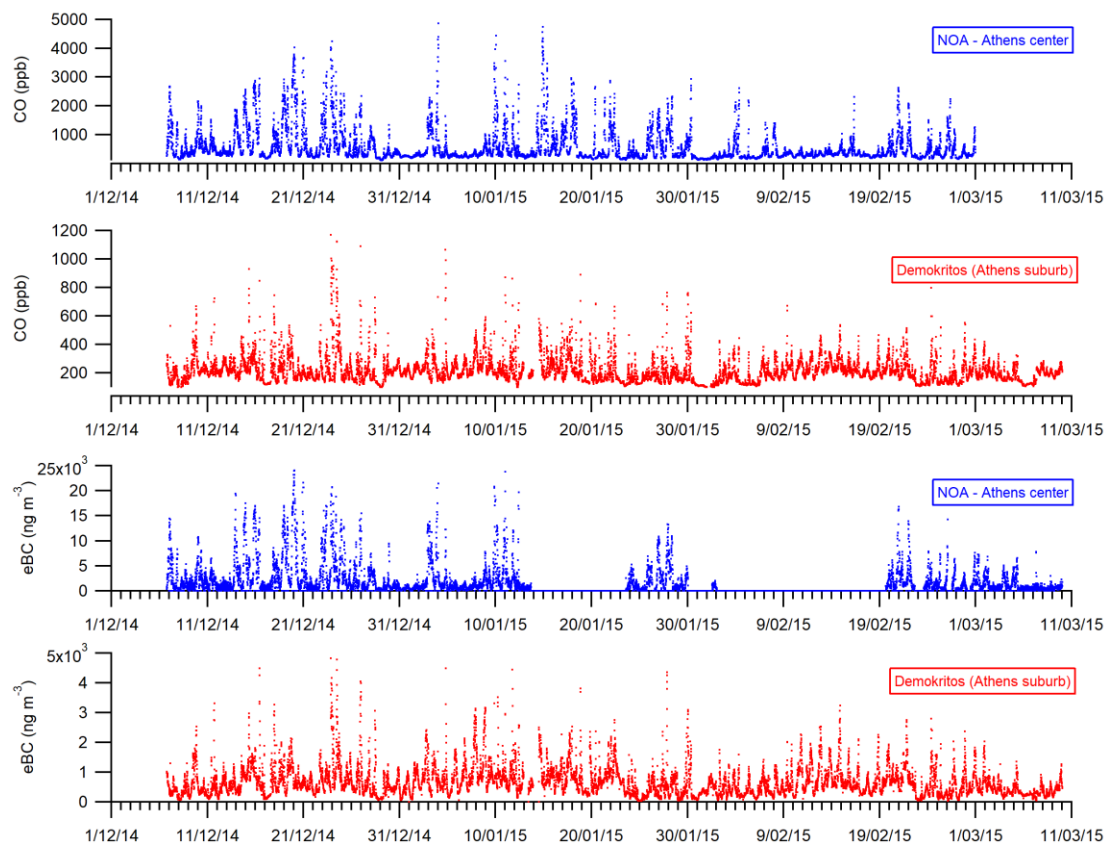 5000
4000
3000
2000
1000
CO (ppb)
NOA - Athens center
1/12/14 11/12/14 21/12/14 31/12/14 10/01/15 20/01/15 30/01/15 9/02/15 19/02/15 1/03/15 11/03/15
1200
1000
800
600
400
200
CO (ppb)
Demokritos (Athens suburb)
1/12/14 11/12/14 21/12/14 31/12/14 10/01/15 20/01/15 30/01/15 9/02/15 19/02/15 1/03/15 11/03/15
25x10³
20
15
10
5
0
eBC (ng m⁻³)
NOA - Athens center
1/12/14 11/12/14 21/12/14 31/12/14 10/01/15 20/01/15 30/01/15 9/02/15 19/02/15 1/03/15 11/03/15
5x10³
4
3
2
1
0
eBC (ng m⁻³)
Demokritos (Athens suburb)
1/12/14 11/12/14 21/12/14 31/12/14 10/01/15 20/01/15 30/01/15 9/02/15 19/02/15 1/03/15 11/03/15